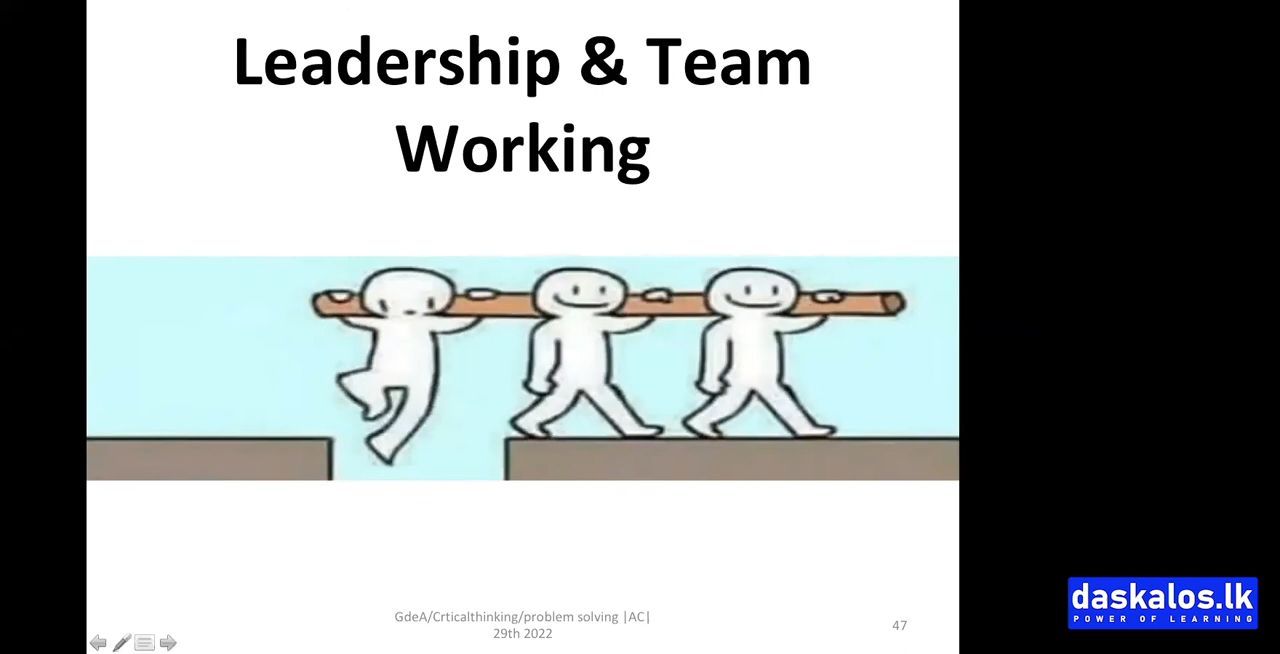 Leadership & Team
Working
GdeA/Crticalthinking/problem solving |AC|
29th 2022
47
daskalos.lk
POWER OF LEARNING